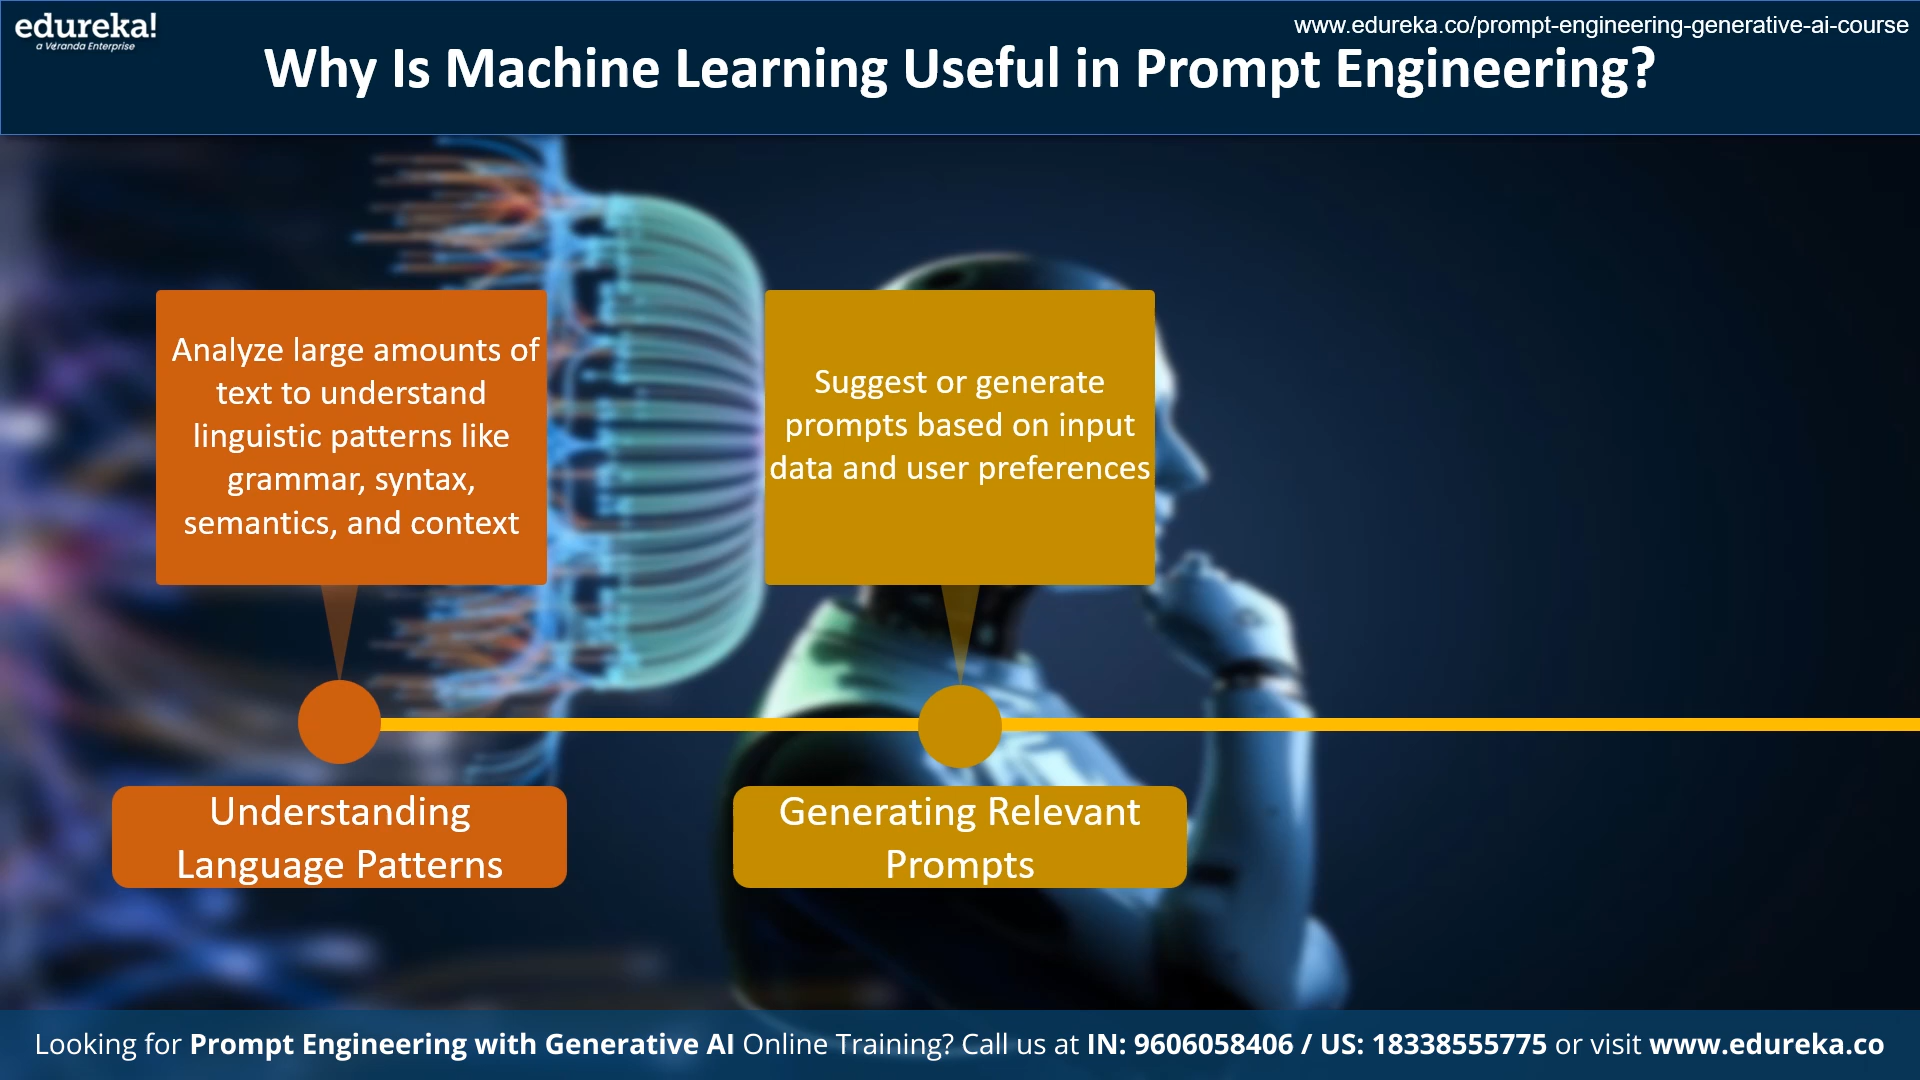 edureka!
a Veranda Enterprise
www.edureka.co/prompt-engineering-generative-ai-course
Why Is Machine Learning Useful in Prompt Engineering?
Analyze large amounts of
text to understand
linguistic patterns like
grammar, syntax,
semantics, and context
Suggest or generate
prompts based on input
data and user preferences
Understanding
Language Patterns
Generating Relevant
Prompts
Looking for Prompt Engineering with Generative AI Online Training? Call us at IN: 9606058406 / US: 18338555775 or visit www.edureka.co